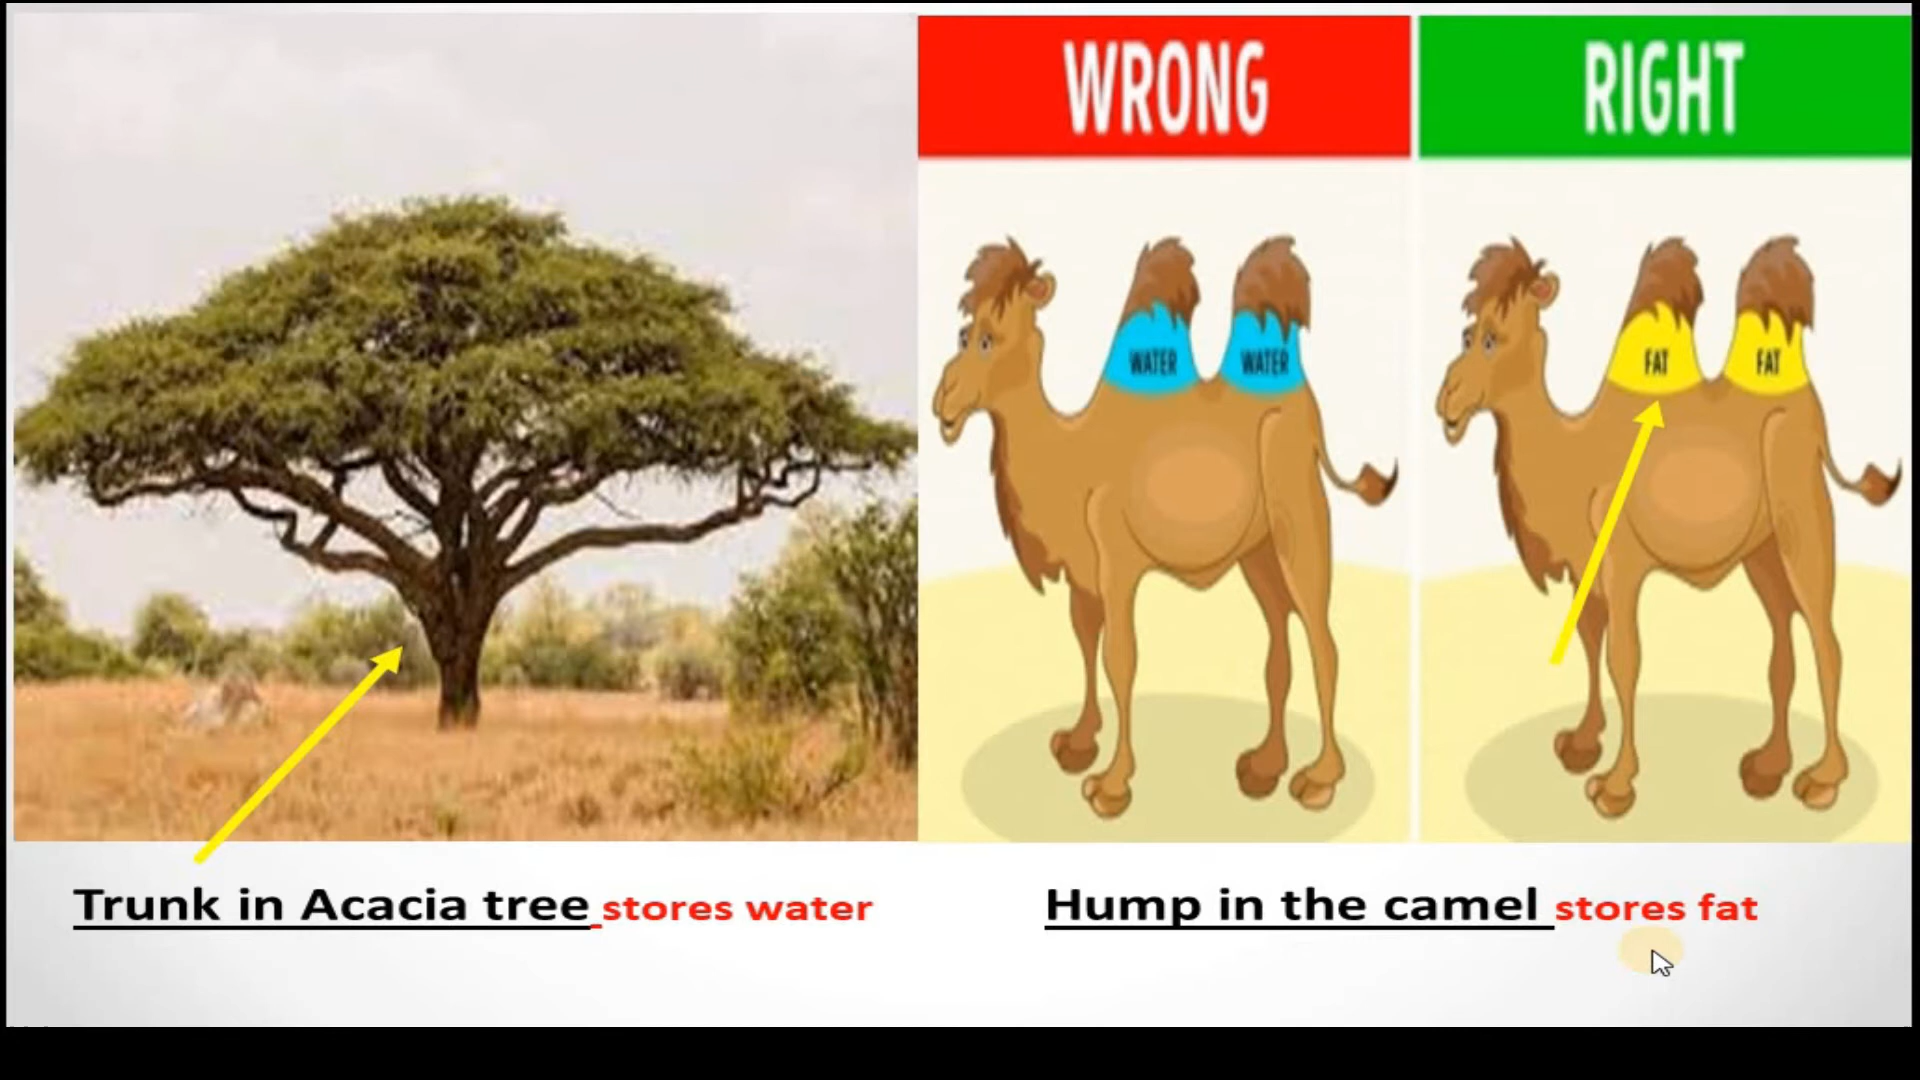 WRONG
RIGHT
WATER WATER
FAT FAT
Trunk in Acacia tree stores water
Hump in the camel stores fat